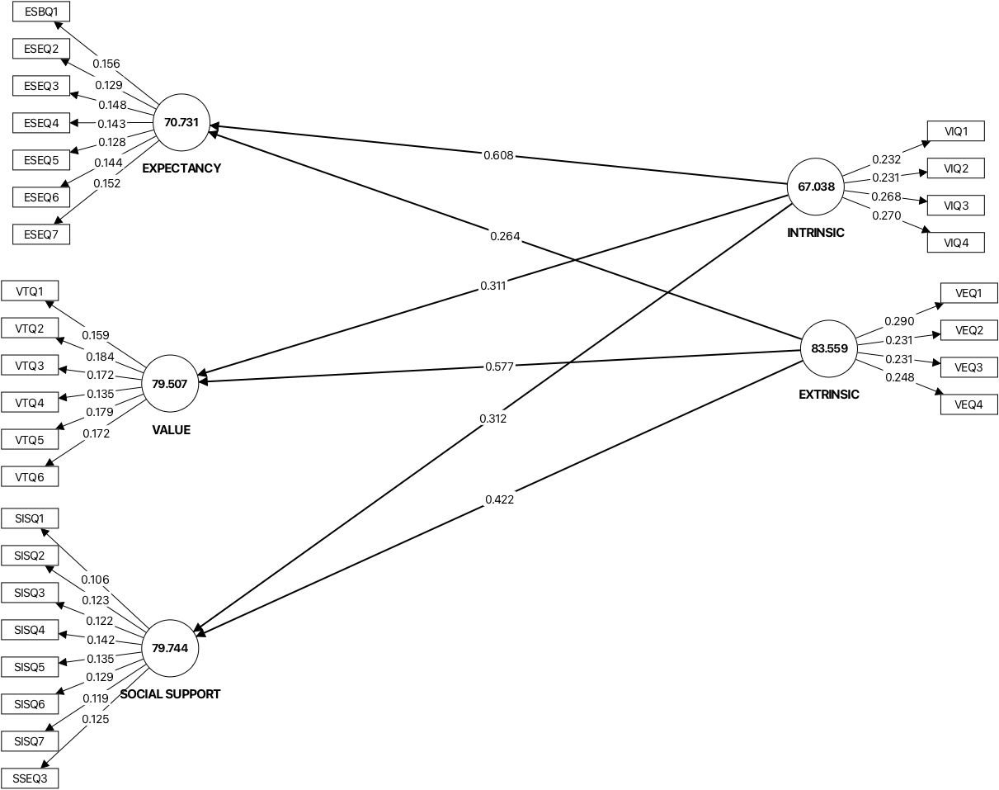 ESBQ1
ESEQ2
ESEQ3
ESEQ4
ESEQ5
ESEQ6
ESEQ7
0.156
0.129
0.148
0.143
0.128
0.144
0.152
70.731
EXPECTANCY
VTQ1
VTQ2
VTQ3
VTQ4
VTQ5
VTQ6
0.159
0.184
0.172
0.135
0.179
0.172
79.507
VALUE
SISQ1
SISQ2
SISQ3
SISQ4
SISQ5
SISQ6
SISQ7
SSEQ3
0.106
0.123
0.122
0.142
0.135
0.129
0.119
0.125
79.744
SOCIAL SUPPORT
0.608
0.264
0.311
0.577
0.312
0.422
67.038
INTRINSIC
0.232
0.231
0.268
0.270
VIQ1
VIQ2
VIQ3
VIQ4
83.559
EXTRINSIC
0.290
0.231
0.231
0.248
VEQ1
VEQ2
VEQ3
VEQ4